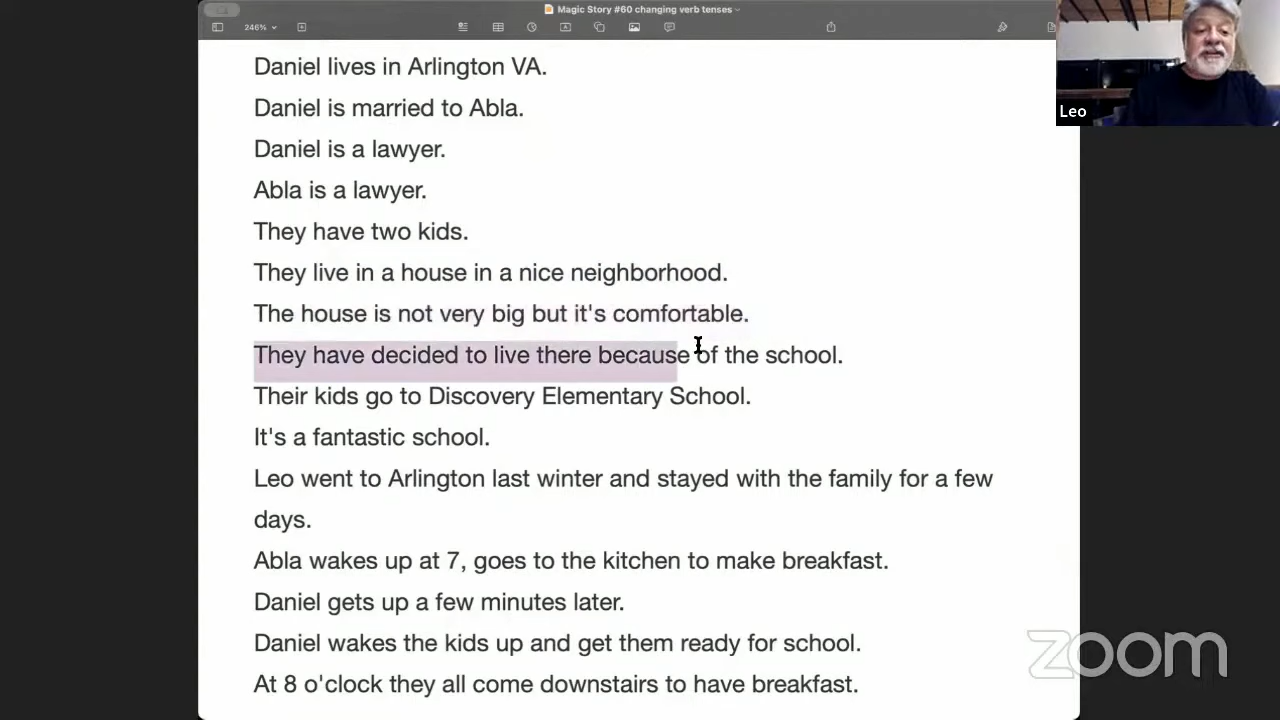 Magic Story #60 changing verb tenses
246%
Leo
Daniel lives in Arlington VA.
Daniel is married to Abla.
Daniel is a lawyer.
Abla is a lawyer.
They have two kids.
They live in a house in a nice neighborhood.
The house is not very big but it's comfortable.
They have decided to live there because of the school.
Their kids go to Discovery Elementary School.
It's a fantastic school.
Leo went to Arlington last winter and stayed with the family for a few
days.
Abla wakes up at 7, goes to the kitchen to make breakfast.
Daniel gets up a few minutes later.
Daniel wakes the kids up and get them ready for school.
At 8 o'clock they all come downstairs to have breakfast.
zoom